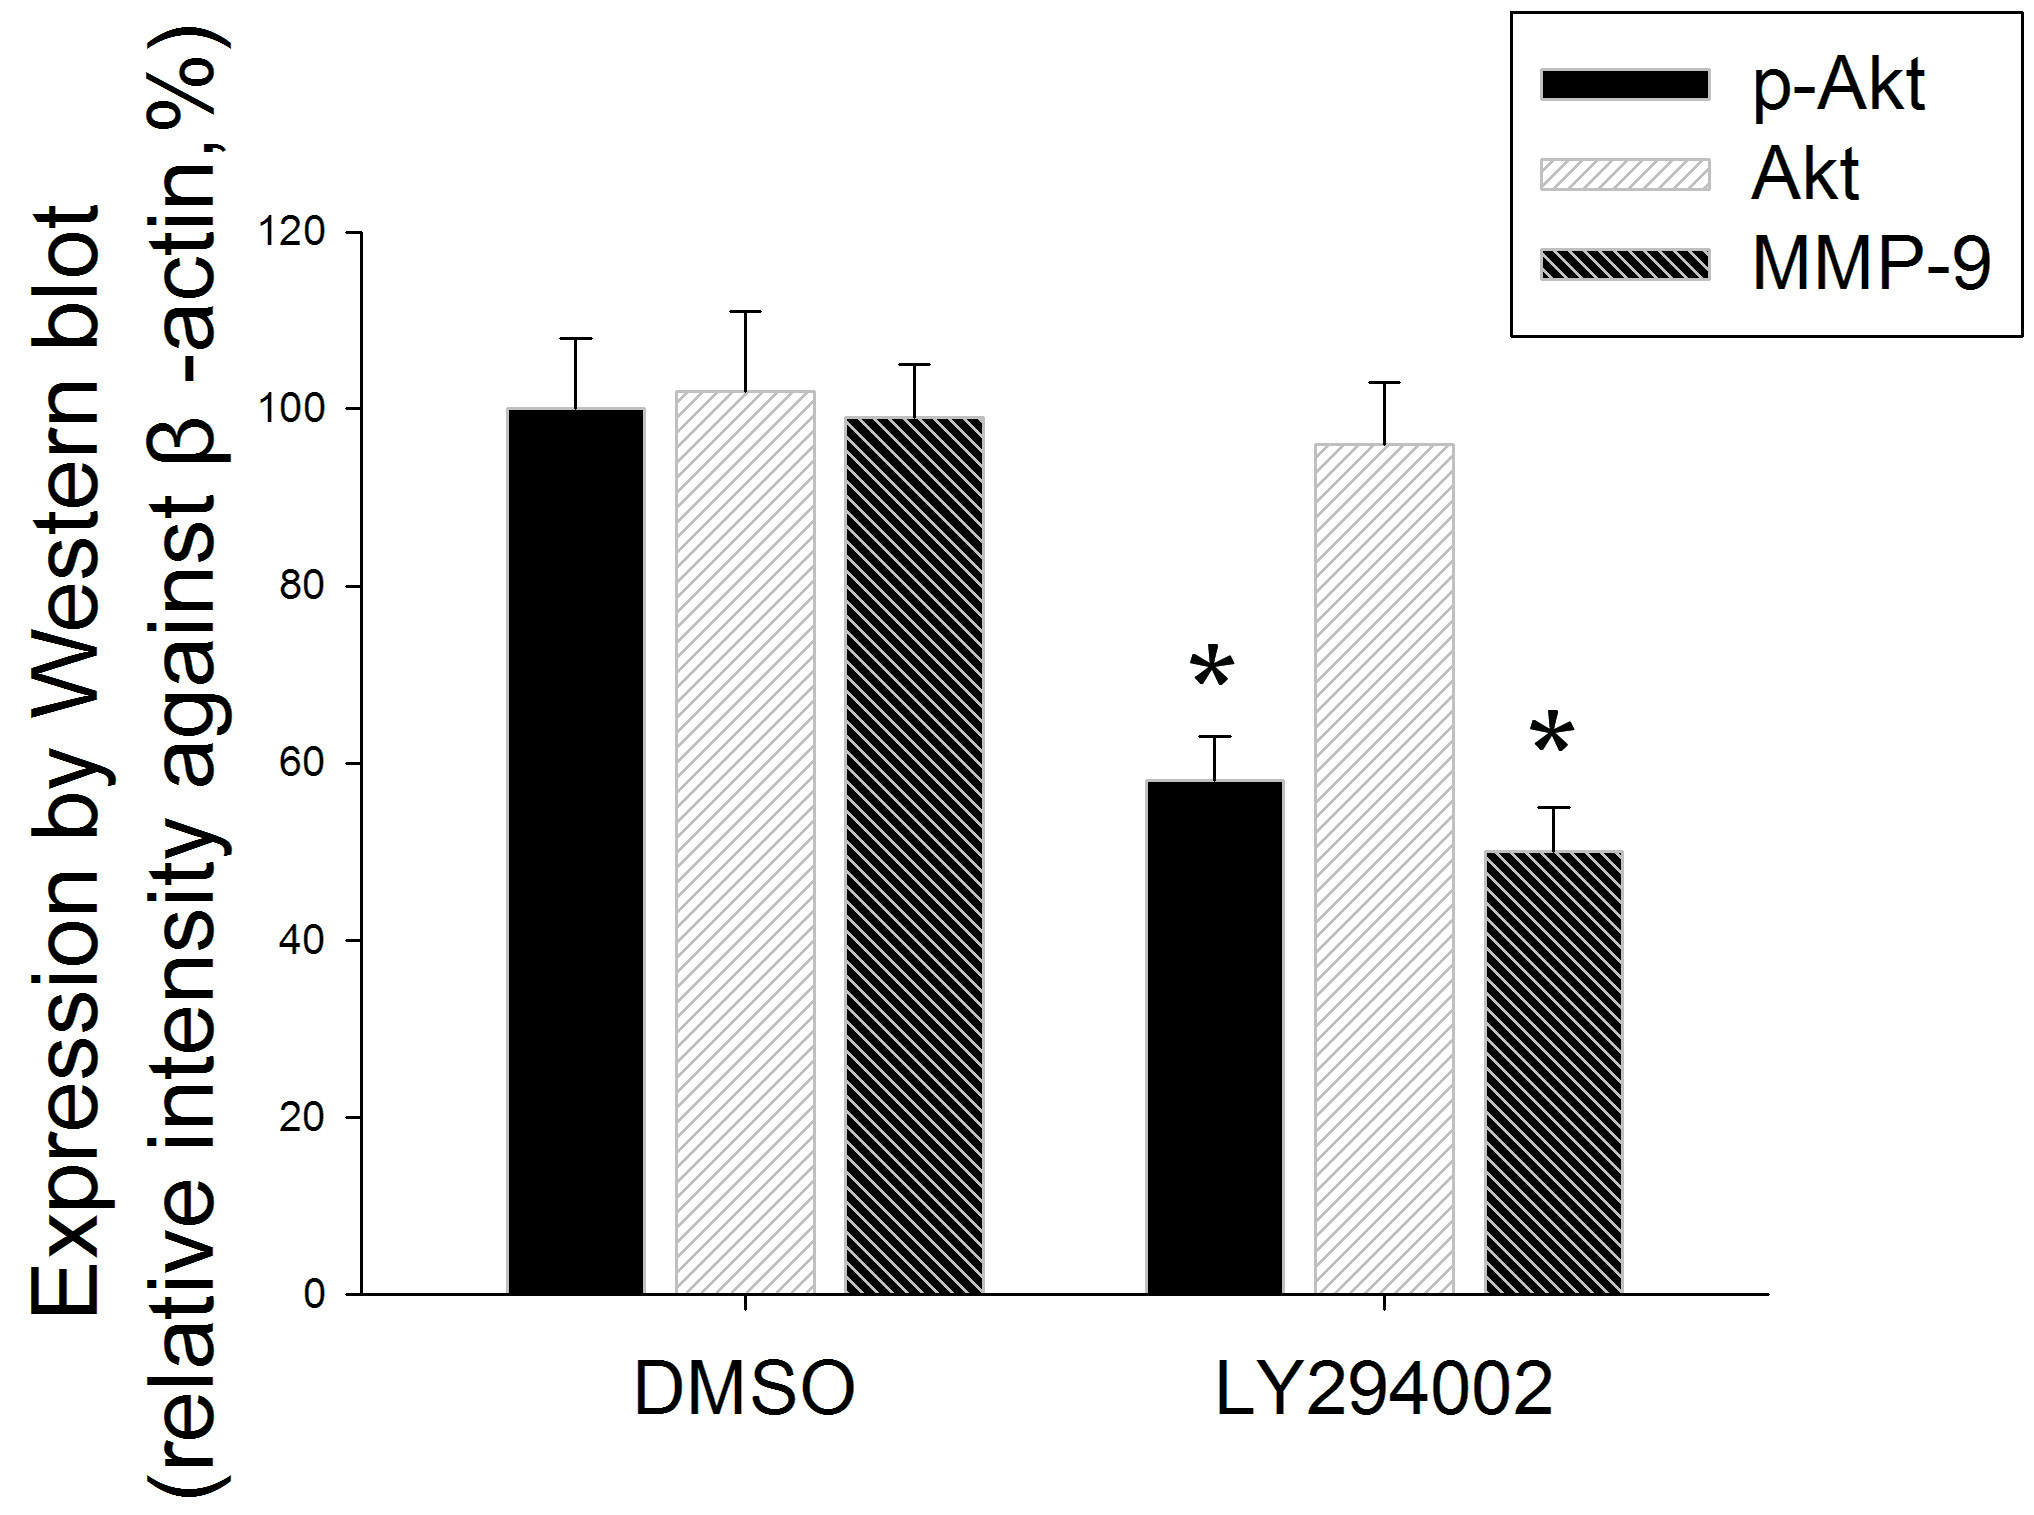 Expression by Western blot
(relative intensity against β -actin,%)
p-Akt
Akt
MMP-9
120
100
80
60
40
20
0
*
*
DMSO
LY294002